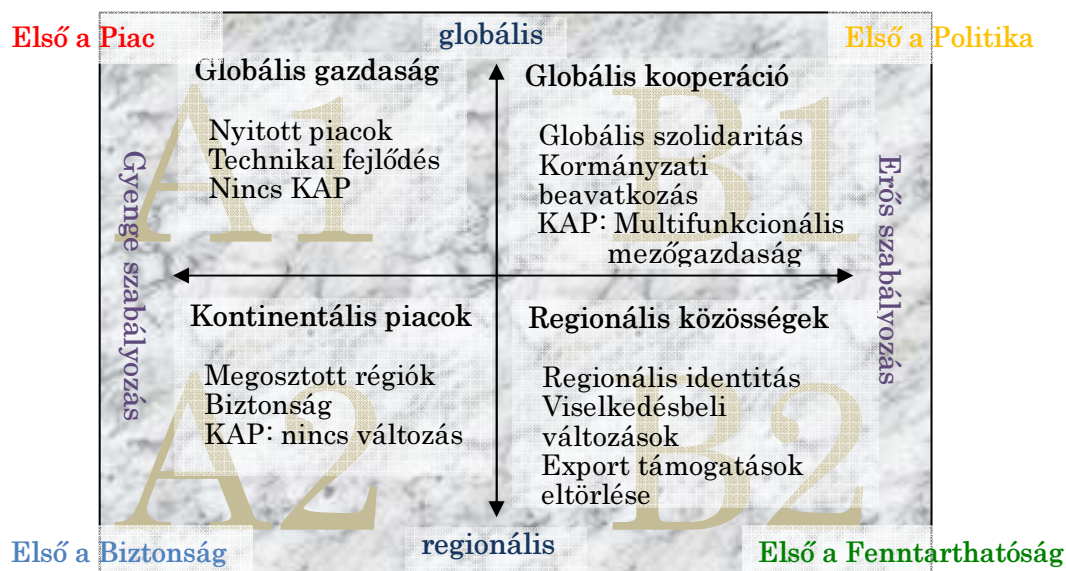 Első a Piac
globális
Első a Politika
A1
Globális gazdaság
Nyitott piacok
Technikai fejlődés
Nincs KAP
B1
Globális kooperáció
Globális szolidaritás
Kormányzati
beavatkozás
KAP: Multifunkcionális
mezőgazdaság
Gyenge szabályozás
Erős szabályozás
A2
Kontinentális piacok
Megosztott régiók
Biztonság
KAP: nincs változás
B2
Regionális közösségek
Regionális identitás
Viselkedésbeli
változások
Export támogatások
eltörlése
Első a Biztonság
regionális
Első a Fenntarthatóság